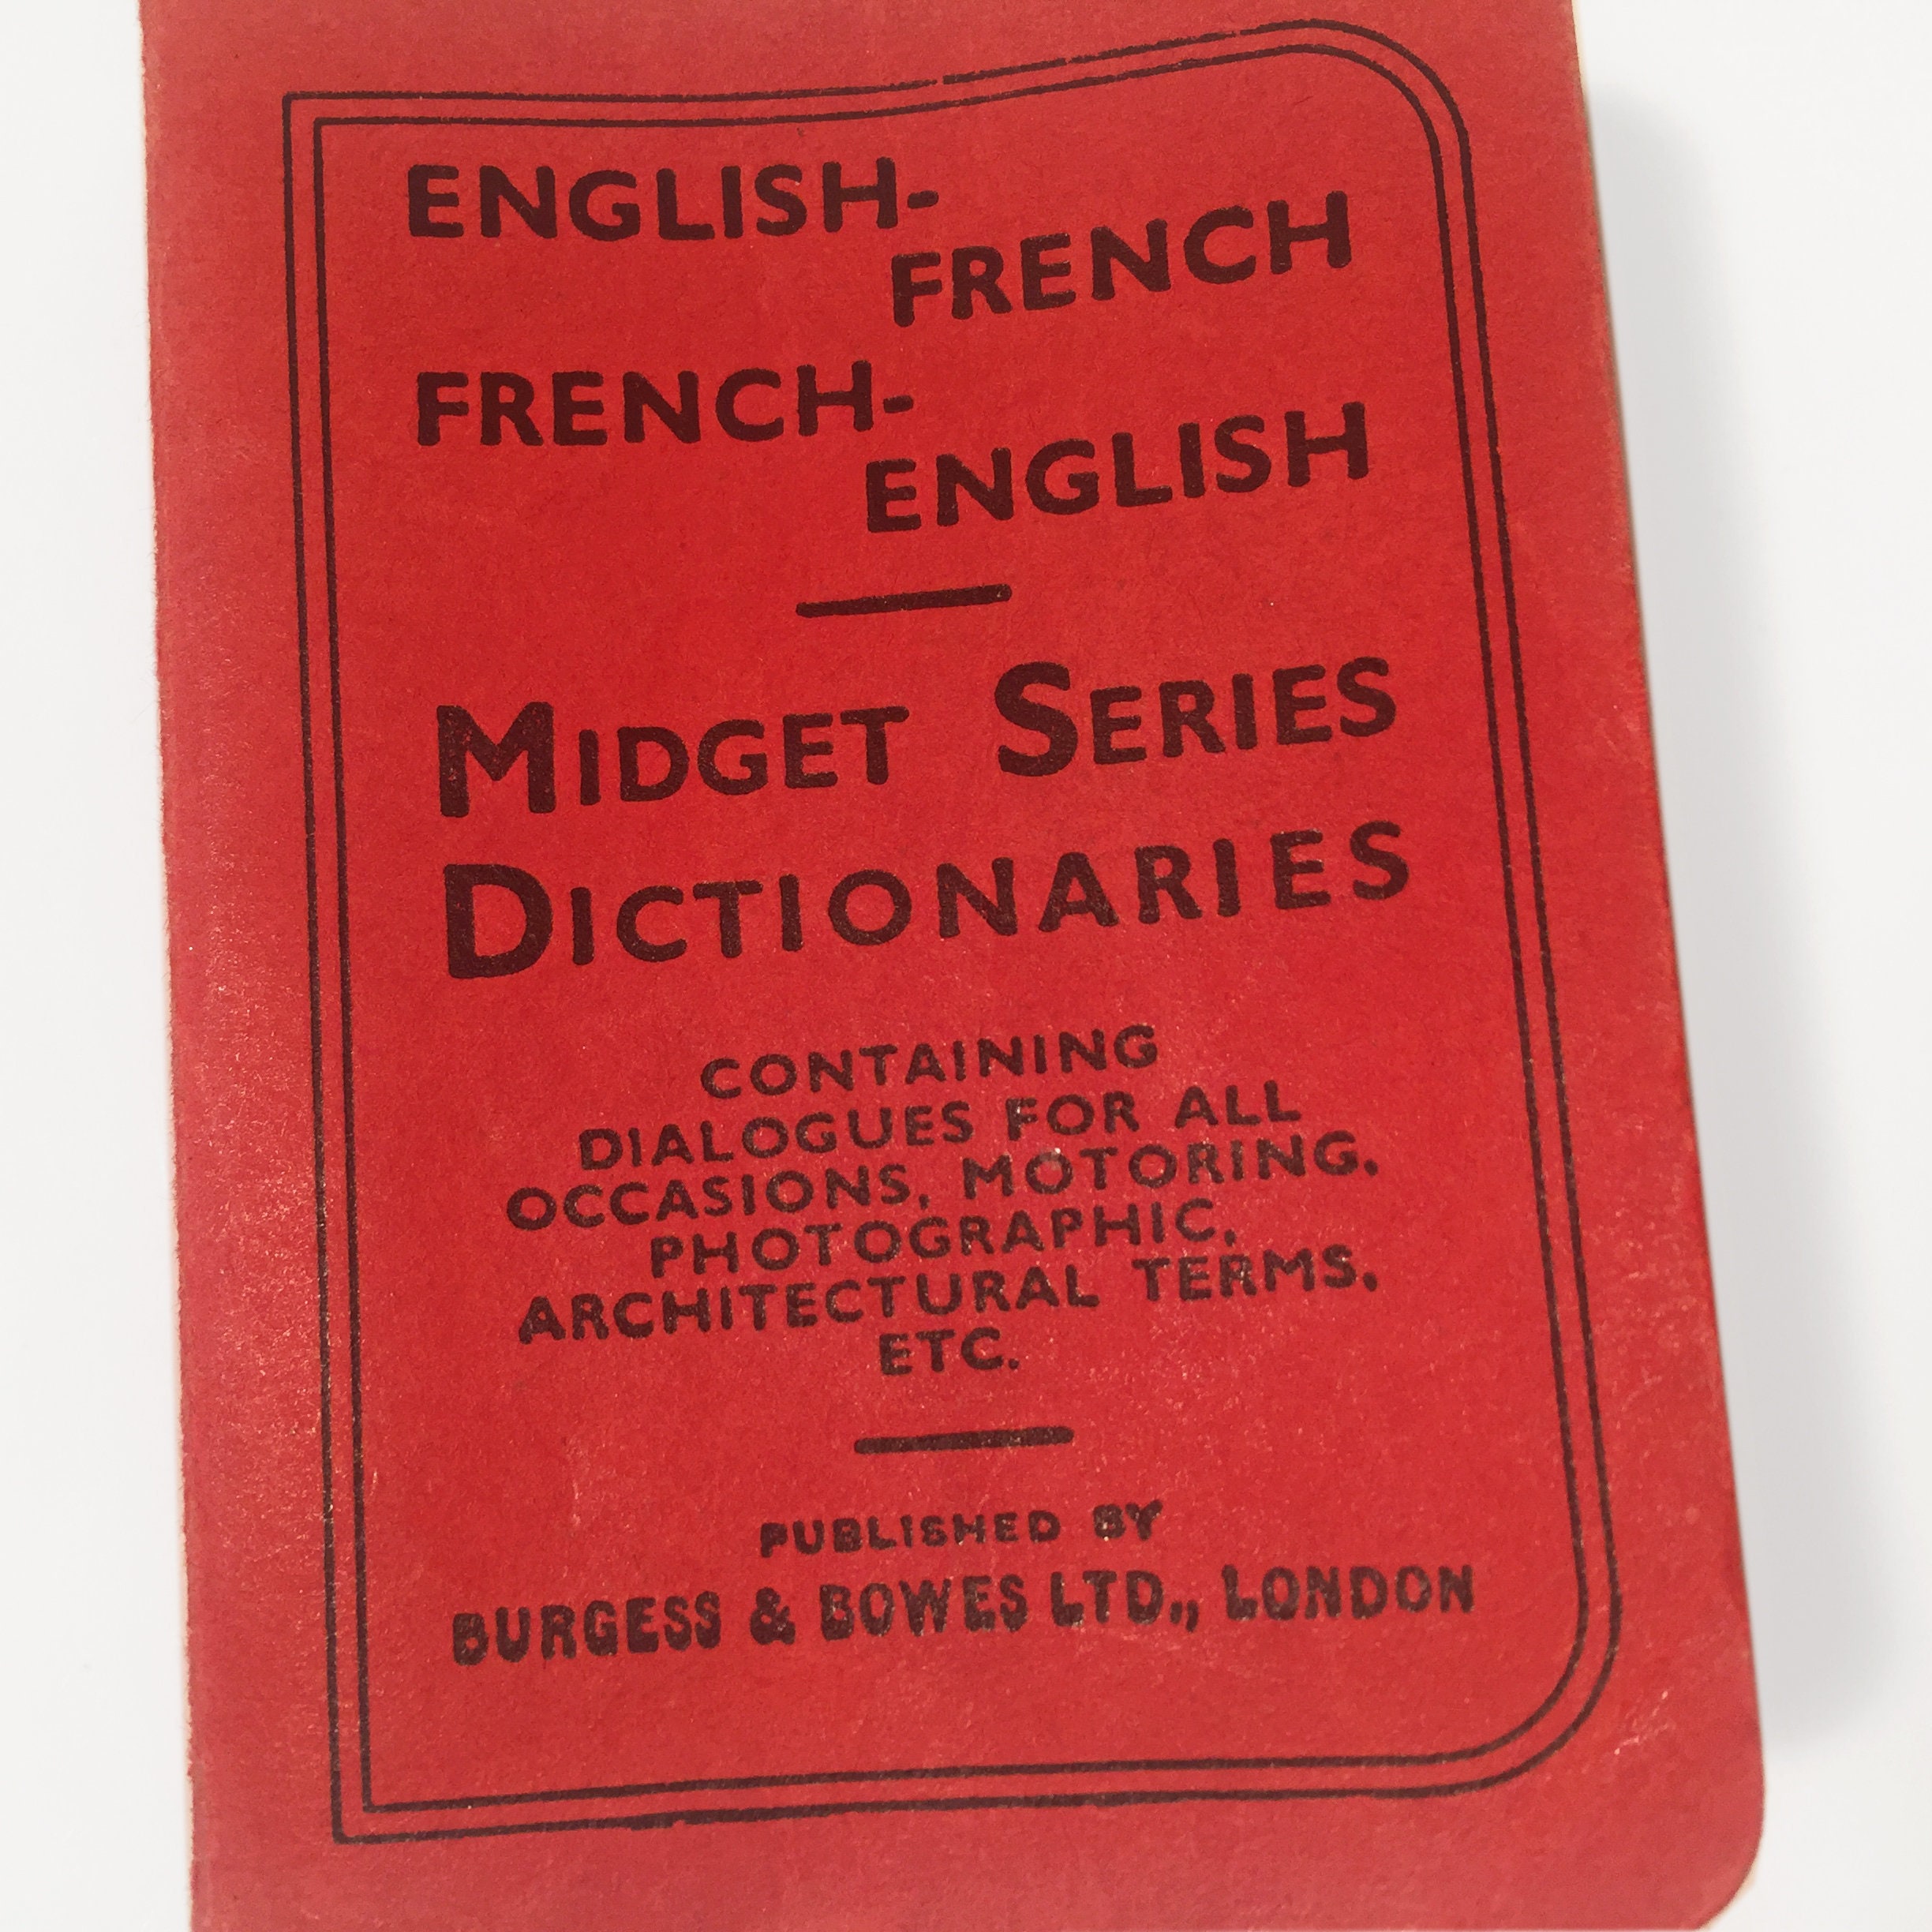 ENGLISH-
FRENCH
FRENCH-
ENGLISH
MIDGET SERIES
DICTIONARIES
CONTAINING
DIALOGUES FOR ALL
OCCASIONS, MOTORING,
PHOTOGRAPHIC,
ARCHITECTURAL TERMS,
ETC.
PUBLISHED BY
BURGESS & BOWES LTD., LONDON